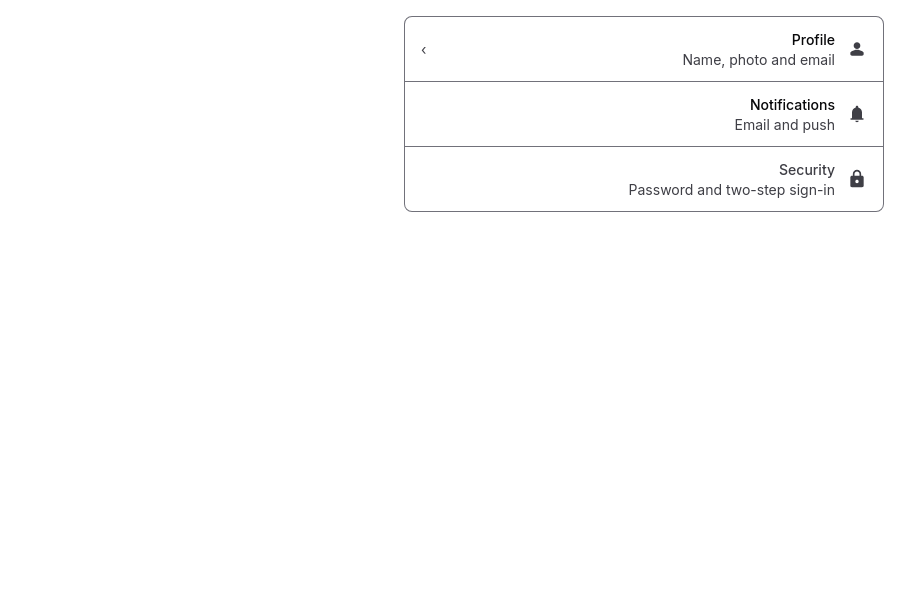 Profile
Name, photo and email
‹
Notifications
Email and push
Security
Password and two-step sign-in